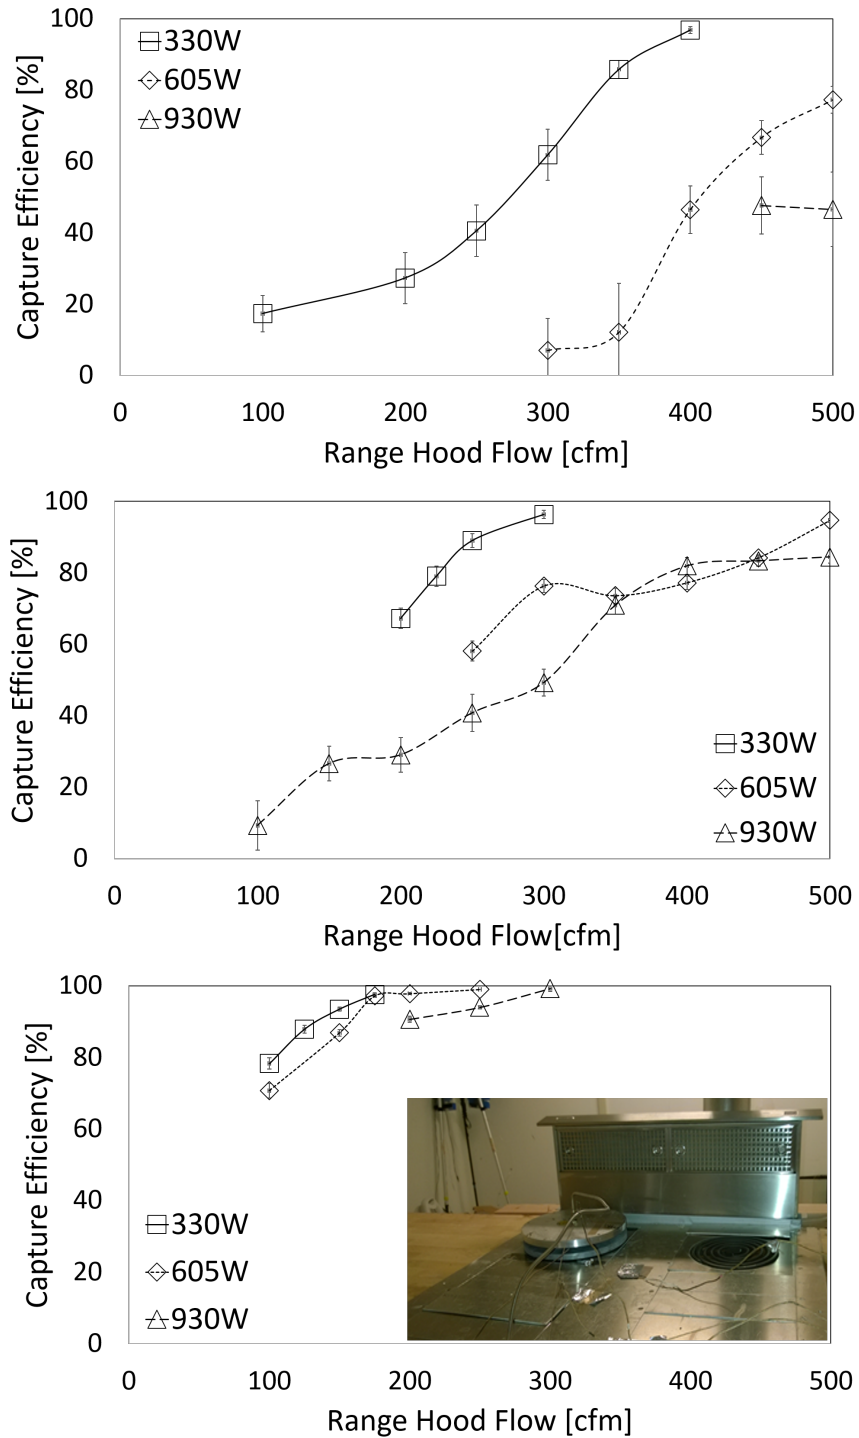 100
80
60
40
20
0
Capture Efficiency [%]
330W
605W
930W
0 100 200 300 400 500
Range Hood Flow [cfm]
100
80
60
40
20
0
Capture Efficiency [%]
330W
605W
930W
0 100 200 300 400 500
Range Hood Flow[cfm]
100
80
60
40
20
0
Capture Efficiency [%]
330W
605W
930W
0 100 200 300 400 500
Range Hood Flow [cfm]